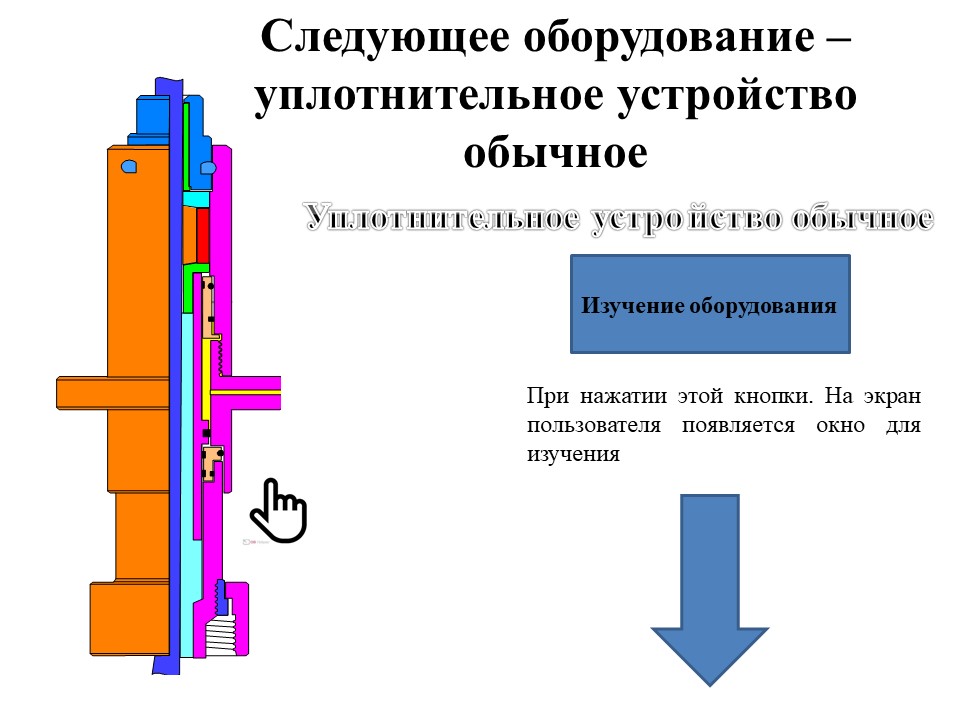 Следующее оборудование –
уплотнительное устройство
обычное
Уплотнительное устройство обычное
Изучение оборудования
При нажатии этой кнопки. На экран
пользователя появляется окно для
изучения